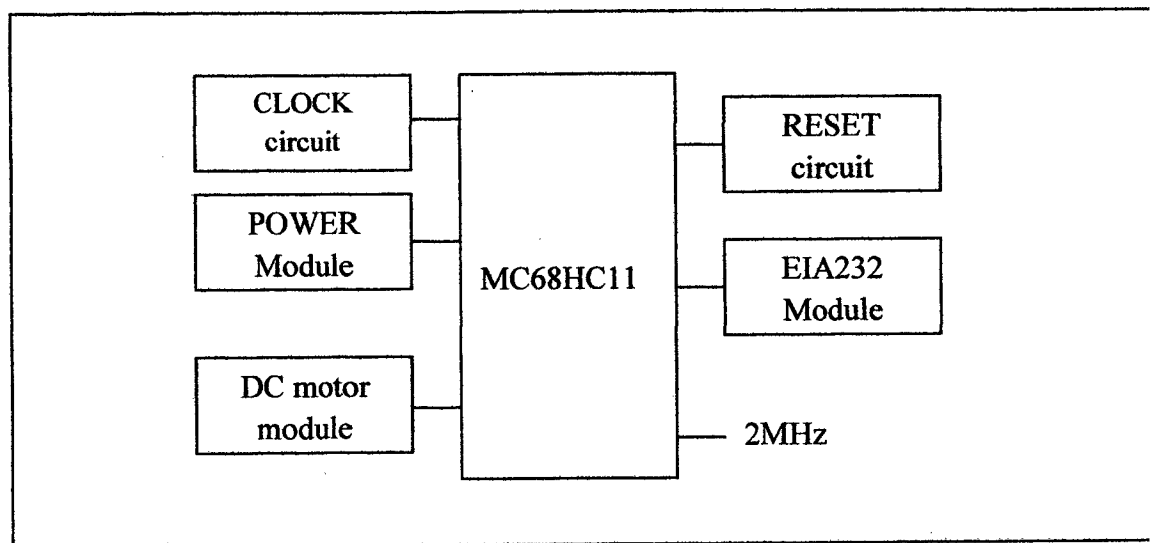 CLOCK
circuit
POWER
Module
DC motor
module
MC68HC11
RESET
circuit
EIA232
Module
2MHz